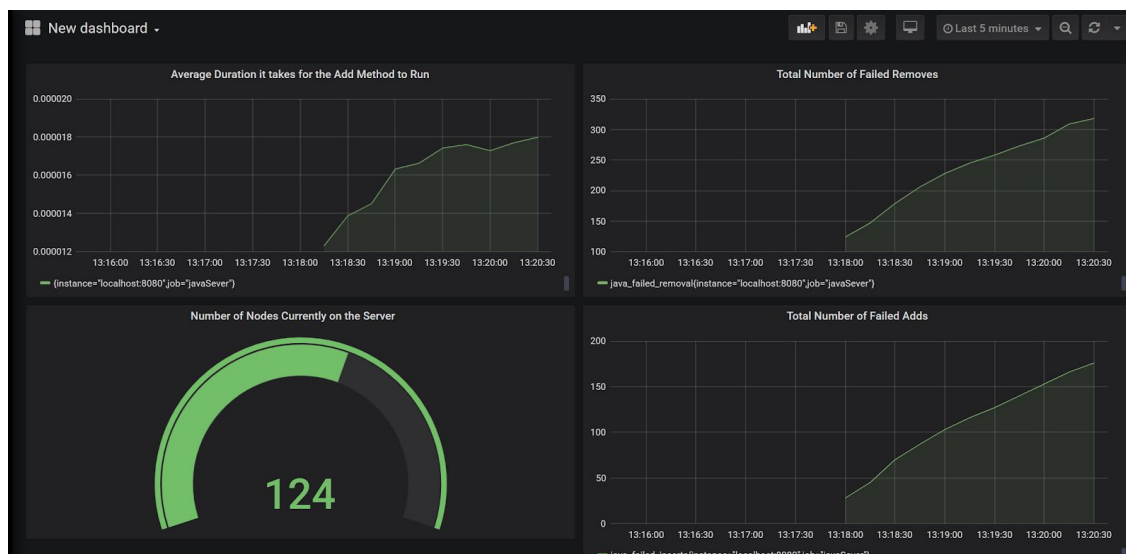 New dashboard
Last 5 minutes
Average Duration it takes for the Add Method to Run
0.000020
0.000018
0.000016
0.000014
0.000012
13:16:00 13:16:30 13:17:00 13:17:30 13:18:00 13:18:30 13:19:00 13:19:30 13:20:00 13:20:30
{instance="localhost:8080",job="javaSever"}
Total Number of Failed Removes
350
300
250
200
150
100
13:16:00 13:16:30 13:17:00 13:17:30 13:18:00 13:18:30 13:19:00 13:19:30 13:20:00 13:20:30
java_failed_removal{instance="localhost:8080",job="javaSever"}
Number of Nodes Currently on the Server
124
Total Number of Failed Adds
200
150
100
50
0
13:16:00 13:16:30 13:17:00 13:17:30 13:18:00 13:18:30 13:19:00 13:19:30 13:20:00 13:20:30
java_failed_inserts{instance="localhost:8080",job="javaSever"}